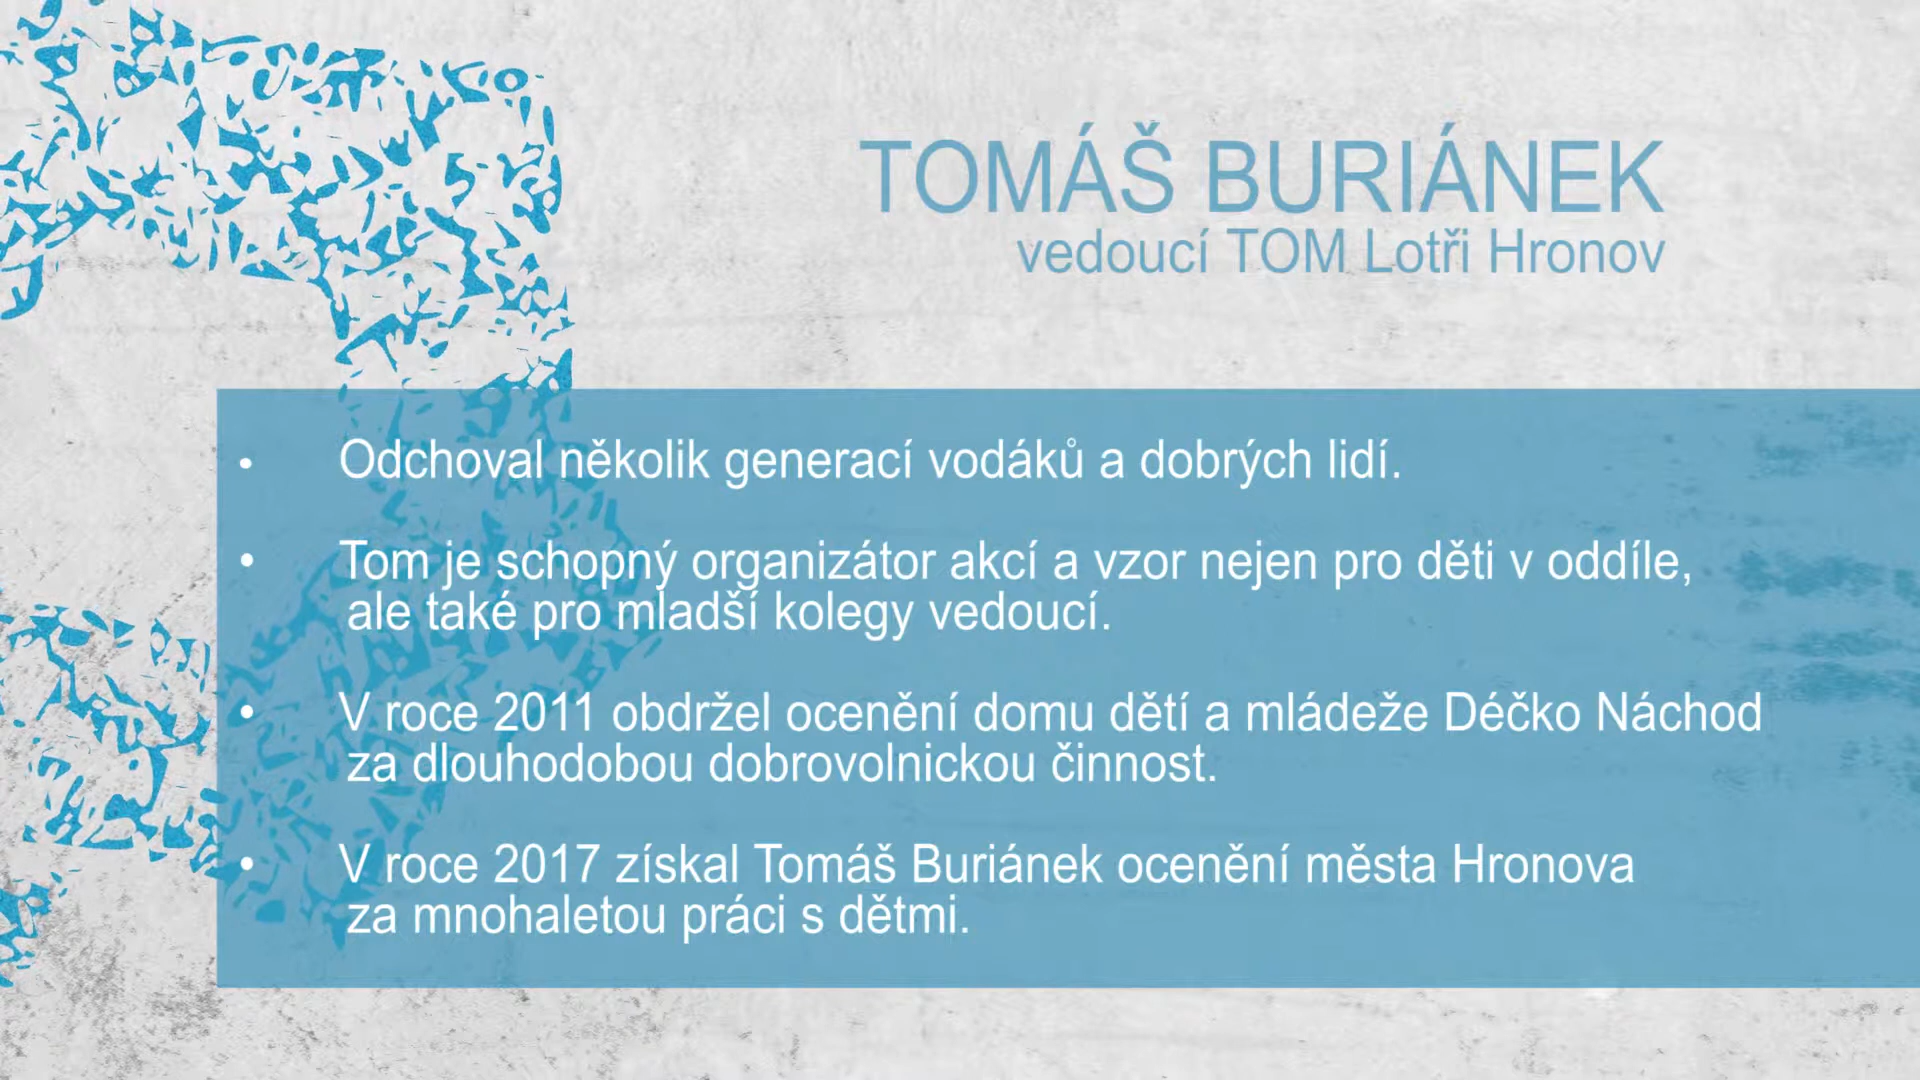 TOMÁŠ BURIÁNEK
vedoucí TOM Lotři Hronov
• Odchoval několik generací vodáků a dobrých lidí.
• Tom je schopný organizátor akcí a vzor nejen pro děti v oddíle,
ale také pro mladší kolegy vedoucí.
• V roce 2011 obdržel ocenění domu dětí a mládeže Déčko Náchod
za dlouhodobou dobrovolnickou činnost.
• V roce 2017 získal Tomáš Buriánek ocenění města Hronova
za mnohaletou práci s dětmi.